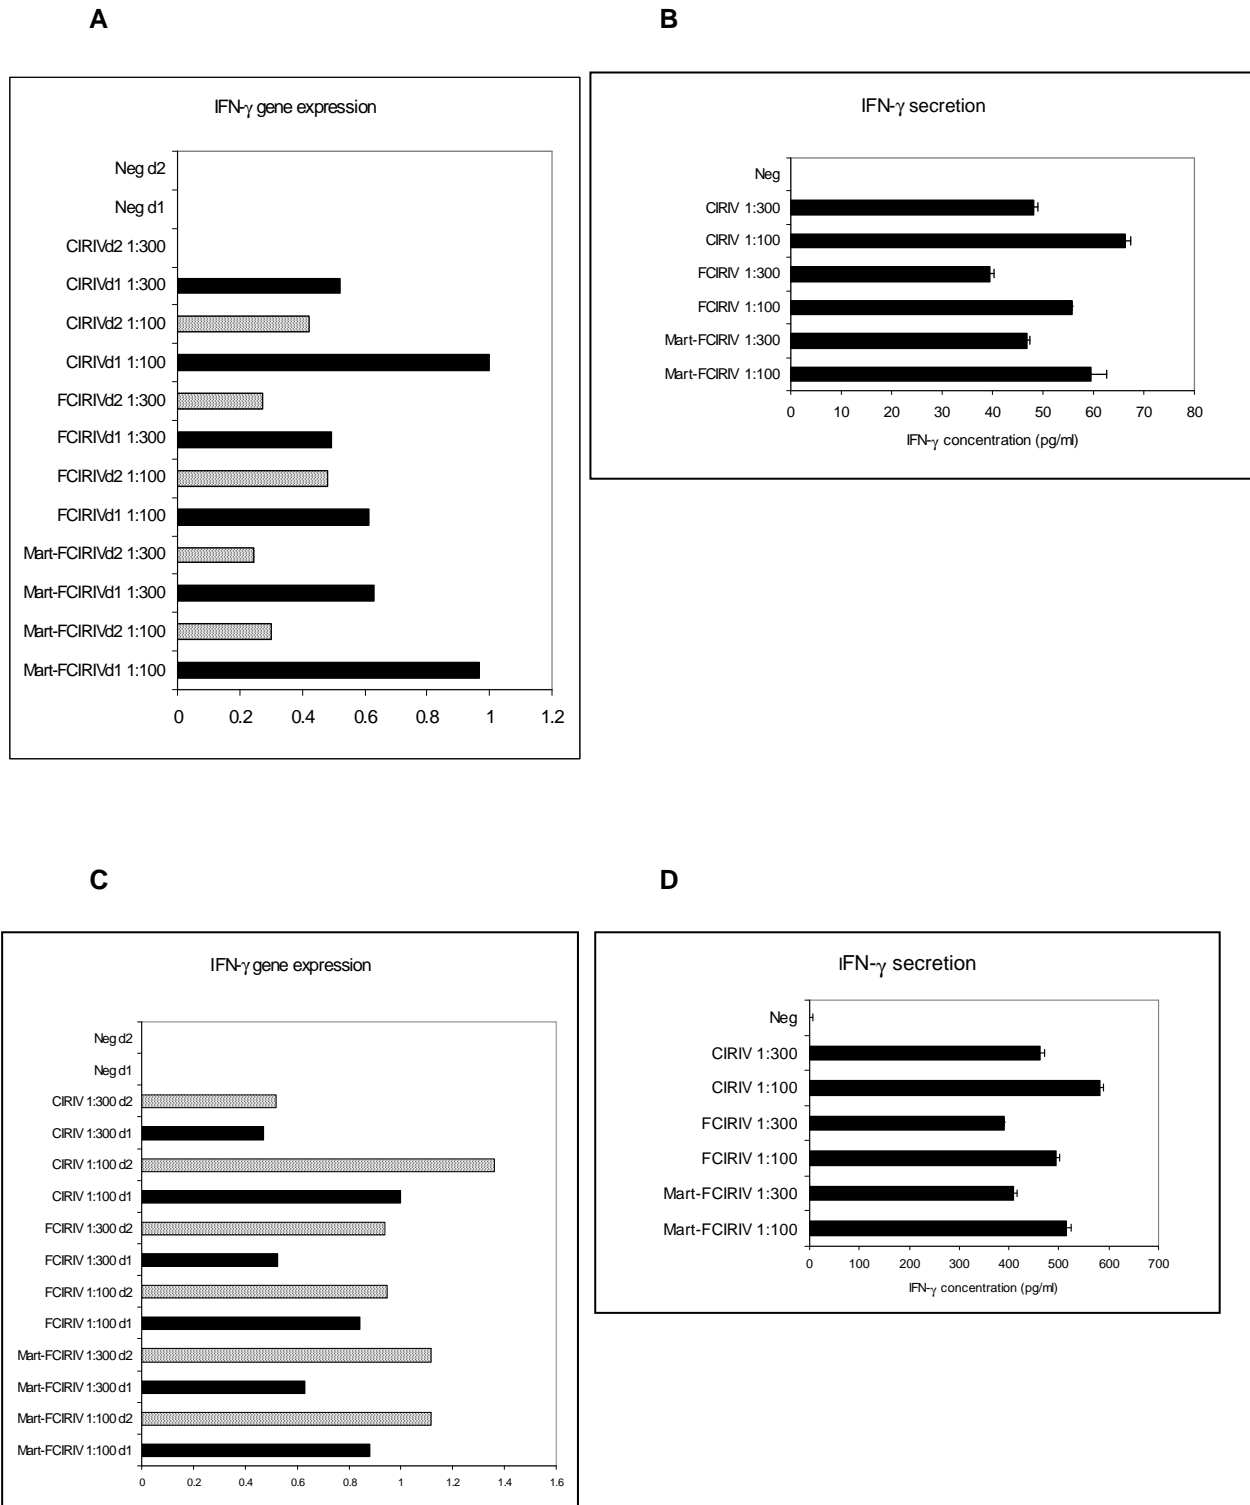 A
B
IFN-γ gene expression
Neg d2
Neg d1
CIRIVd2 1:300
CIRIVd1 1:300
CIRIVd2 1:100
CIRIVd1 1:100
FCIRIVd2 1:300
FCIRIVd1 1:300
FCIRIVd2 1:100
FCIRIVd1 1:100
Mart-FCIRIVd2 1:300
Mart-FCIRIVd1 1:300
Mart-FCIRIVd2 1:100
Mart-FCIRIVd1 1:100
0 0.2 0.4 0.6 0.8 1 1.2
IFN-γ secretion
Neg
CIRIV 1:300
CIRIV 1:100
FCIRIV 1:300
FCIRIV 1:100
Mart-FCIRIV 1:300
Mart-FCIRIV 1:100
0 10 20 30 40 50 60 70 80
IFN-γ concentration (pg/ml)
C
D
IFN-γ gene expression
Neg d2
Neg d1
CIRIV 1:300 d2
CIRIV 1:300 d1
CIRIV 1:100 d2
CIRIV 1:100 d1
FCIRIV 1:300 d2
FCIRIV 1:300 d1
FCIRIV 1:100 d2
FCIRIV 1:100 d1
Mart-FCIRIV 1:300 d2
Mart-FCIRIV 1:300 d1
Mart-FCIRIV 1:100 d2
Mart-FCIRIV 1:100 d1
0 0.2 0.4 0.6 0.8 1 1.2 1.4 1.6
IFN-γ secretion
Neg
CIRIV 1:300
CIRIV 1:100
FCIRIV 1:300
FCIRIV 1:100
Mart-FCIRIV 1:300
Mart-FCIRIV 1:100
0 100 200 300 400 500 600 700
IFN-γ concentration (pg/ml)